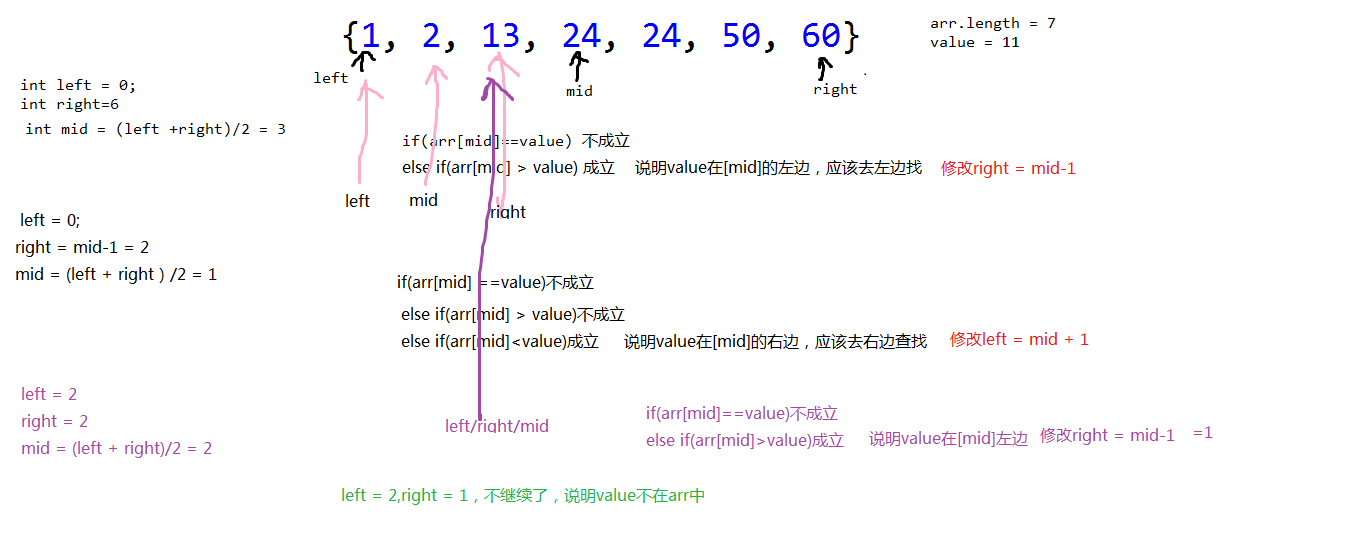 {1, 2, 13, 24, 24, 50, 60}
arr.length = 7
value = 11
left
mid
right
int left = 0;
int right=6
int mid = (left +right)/2 = 3
if(arr[mid]==value) 不成立
else if(arr[mid] > value) 成立 说明value在[mid]的左边，应该去左边找 修改right = mid-1
left mid right
left = 0;
right = mid-1 = 2
mid = (left + right ) /2 = 1
if(arr[mid] ==value)不成立
else if(arr[mid] > value)不成立
else if(arr[mid]<value)成立 说明value在[mid]的右边，应该去右边查找 修改left = mid + 1
left = 2
right = 2
mid = (left + right)/2 = 2
left/right/mid
if(arr[mid]==value)不成立
else if(arr[mid]>value)成立 说明value在[mid]左边 修改right = mid-1 =1
left = 2,right = 1，不继续了，说明value不在arr中